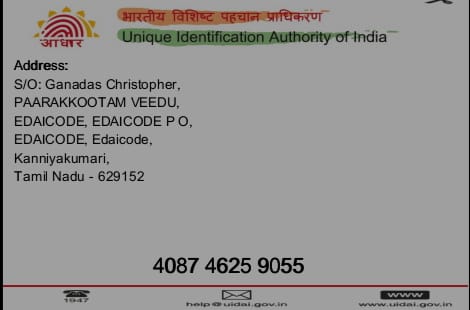 भारतीय विशिष्ट पहचान प्राधिकरण
Unique Identification Authority of India
आधार
Address:
S/O: Ganadas Christopher,
PAARAKKOOTAM VEEDU,
EDAICODE, EDAICODE P O,
EDAICODE, Edaicode,
Kanniyakumari,
Tamil Nadu - 629152
4087 4625 9055
1947
help@uidai.gov.in
www
www.uidai.gov.in